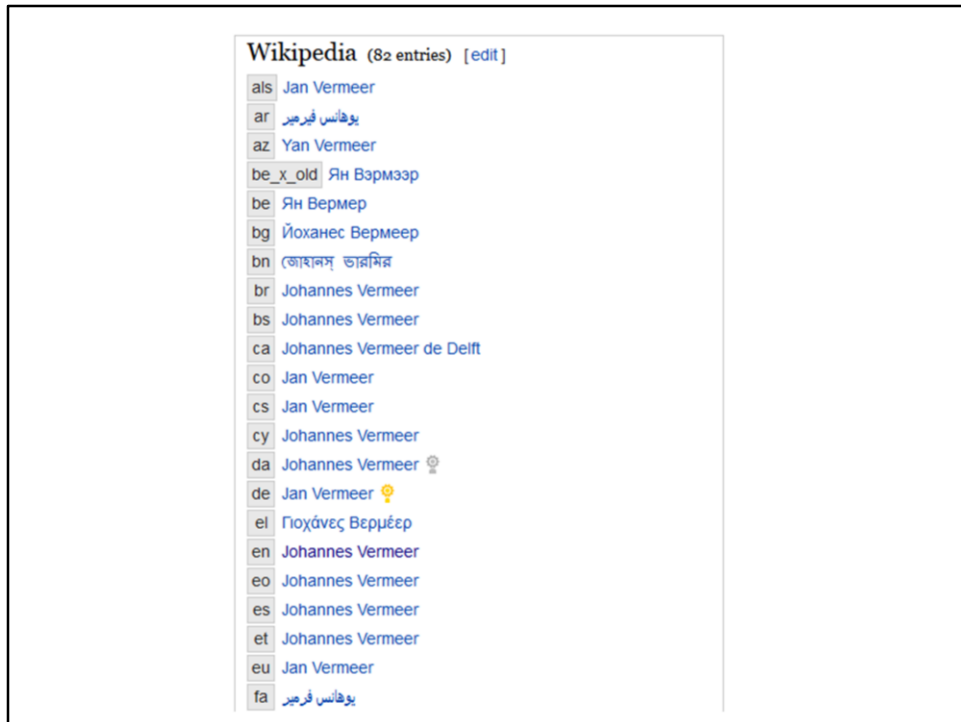 Wikipedia (82 entries) [edit]
als Jan Vermeer
ar يوهانس فيرمير
az Yan Vermeer
be_x_old Ян Вэрмээр
be Ян Вермер
bg Йоханес Вермеер
bn জোহানস্ ভারমির
br Johannes Vermeer
bs Johannes Vermeer
ca Johannes Vermeer de Delft
co Jan Vermeer
cs Jan Vermeer
cy Johannes Vermeer
da Johannes Vermeer
de Jan Vermeer
el Γιοχάνες Βερμέερ
en Johannes Vermeer
eo Johannes Vermeer
es Johannes Vermeer
et Johannes Vermeer
eu Jan Vermeer
fa یوهانس فرمیر